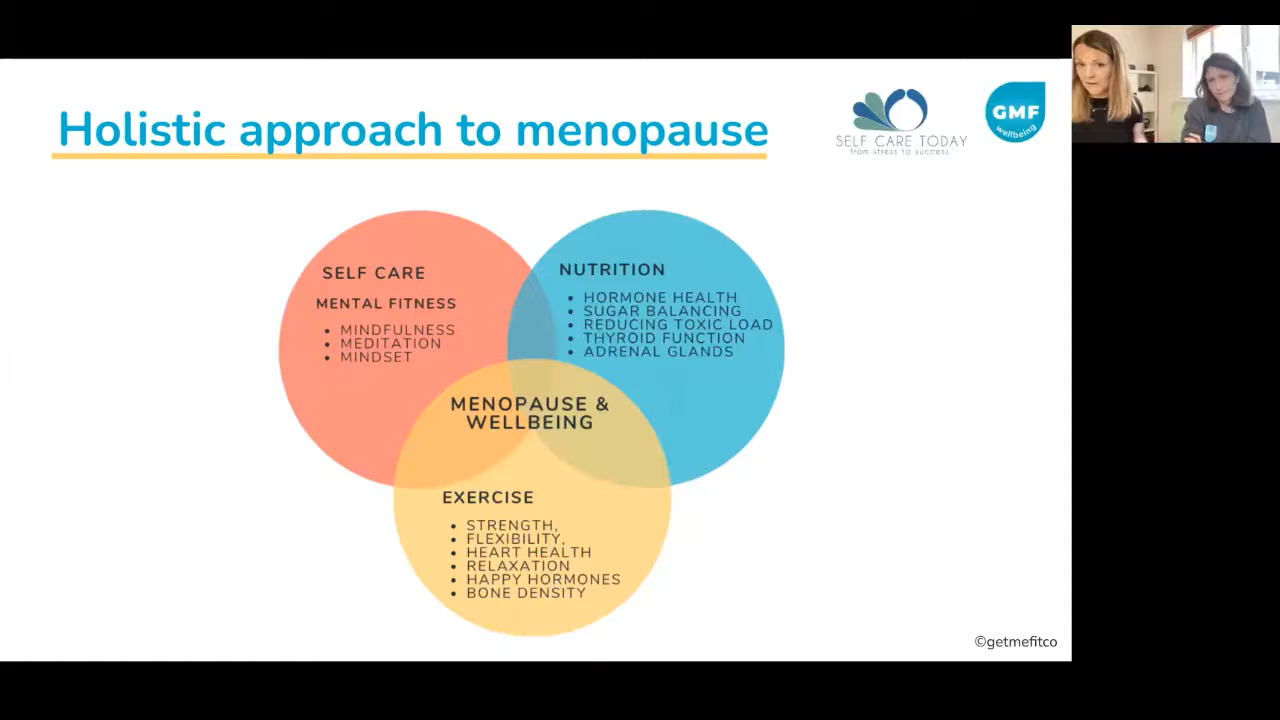 Holistic approach to menopause
SELF CARE TODAY
from stress to success
GMF
wellbeing
SELF CARE
MENTAL FITNESS
• MINDFULNESS
• MEDITATION
• MINDSET
NUTRITION
• HORMONE HEALTH
• SUGAR BALANCING
• REDUCING TOXIC LOAD
• THYROID FUNCTION
• ADRENAL GLANDS
MENOPAUSE &
WELLBEING
EXERCISE
• STRENGTH,
• FLEXIBILITY,
• HEART HEALTH
• RELAXATION
• HAPPY HORMONES
• BONE DENSITY
©getmefitco